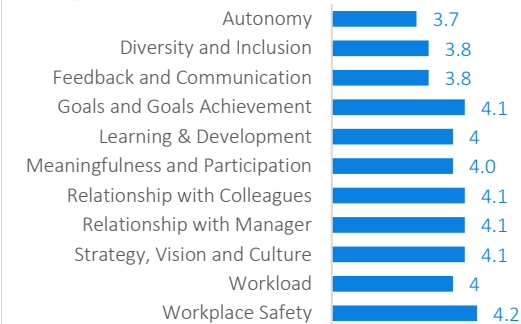 Autonomy 3.7
Diversity and Inclusion 3.8
Feedback and Communication 3.8
Goals and Goals Achievement 4.1
Learning & Development 4
Meaningfulness and Participation 4.0
Relationship with Colleagues 4.1
Relationship with Manager 4.1
Strategy, Vision and Culture 4.1
Workload 4
Workplace Safety 4.2